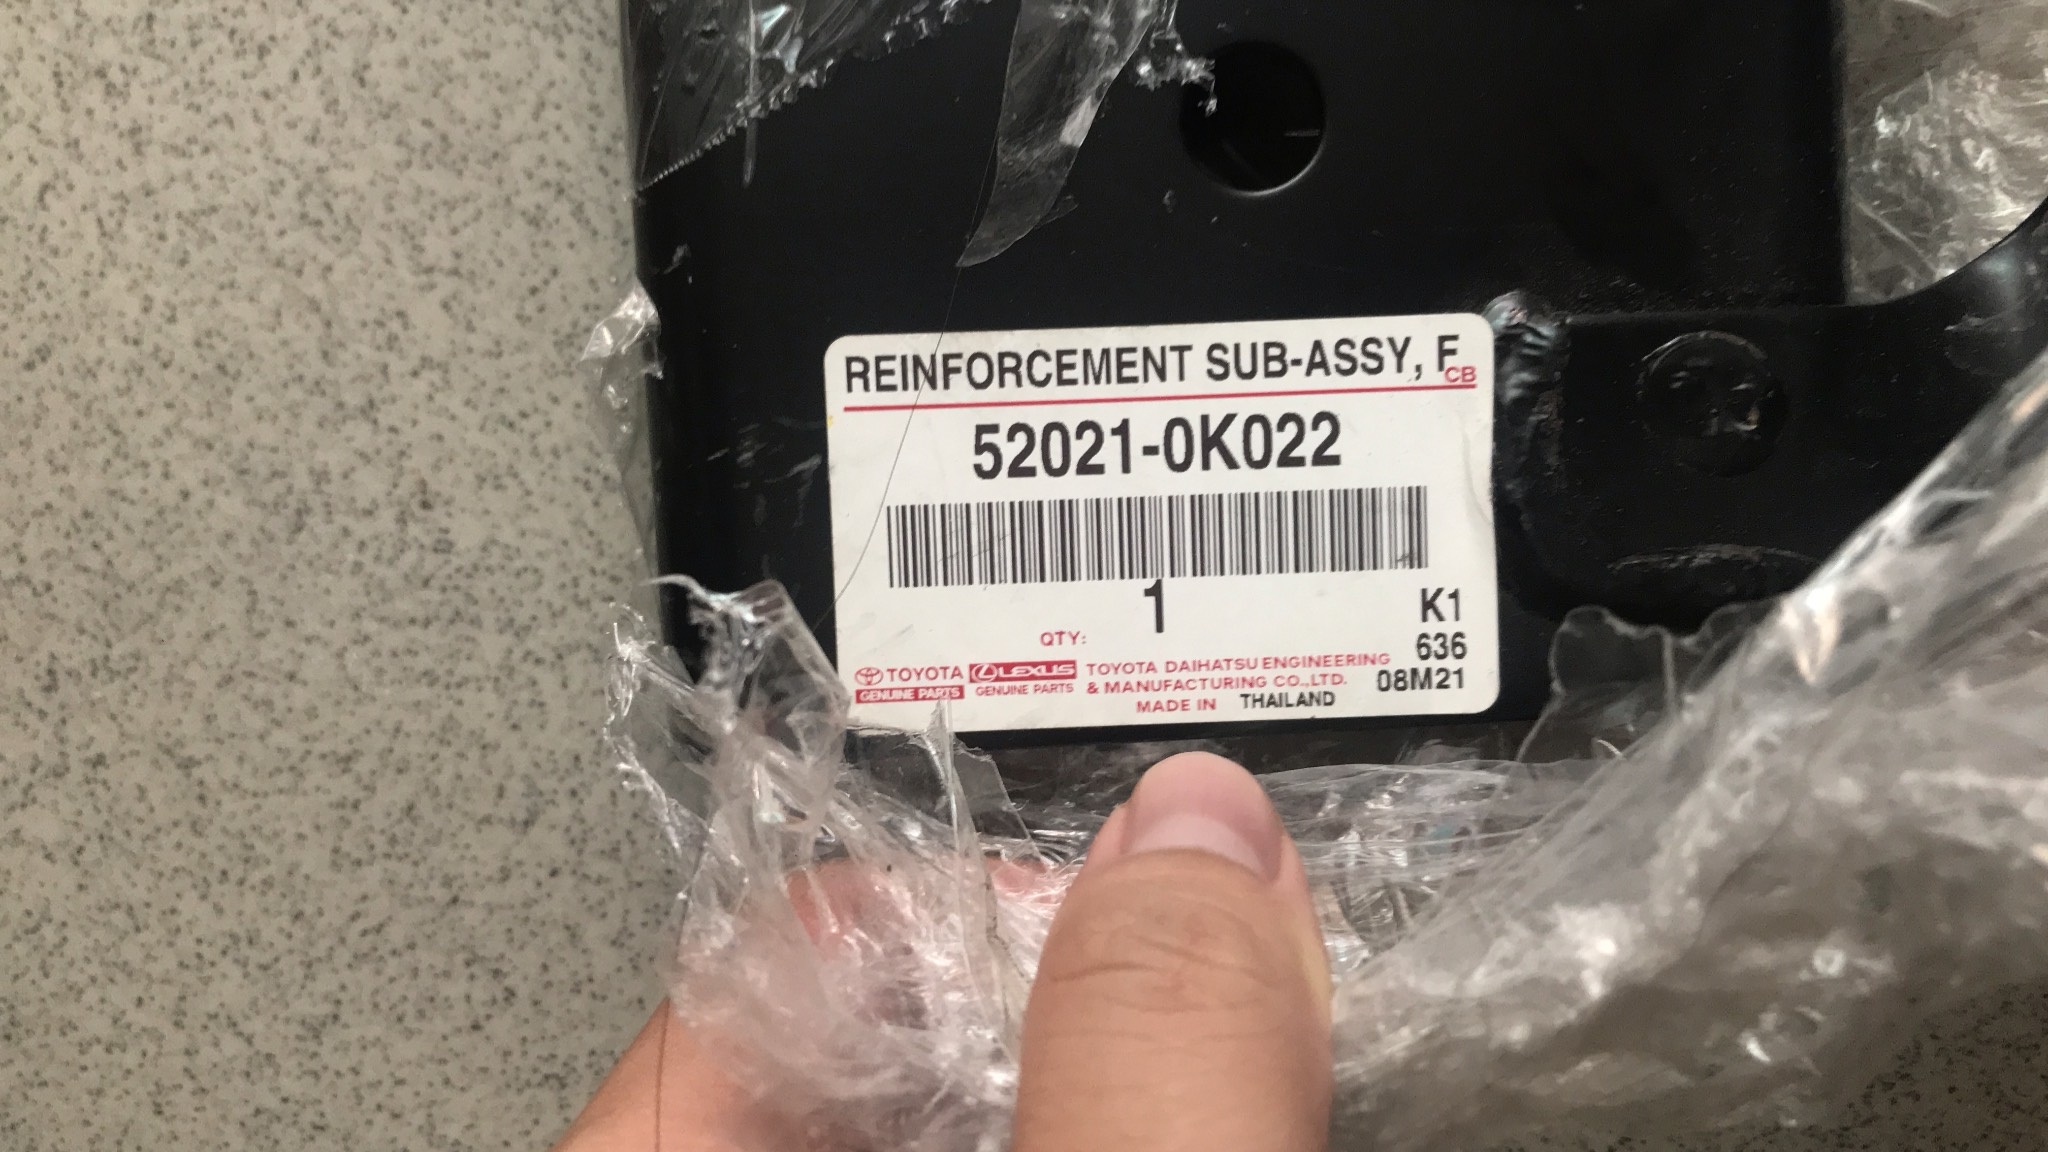 REINFORCEMENT SUB-ASSY, F
CB
52021-0K022
1
QTY:
K1
636
08M21
TOYOTA
GENUINE PARTS
LEXUS
GENUINE PARTS
TOYOTA DAIHATSU ENGINEERING
& MANUFACTURING CO.,LTD.
MADE IN THAILAND